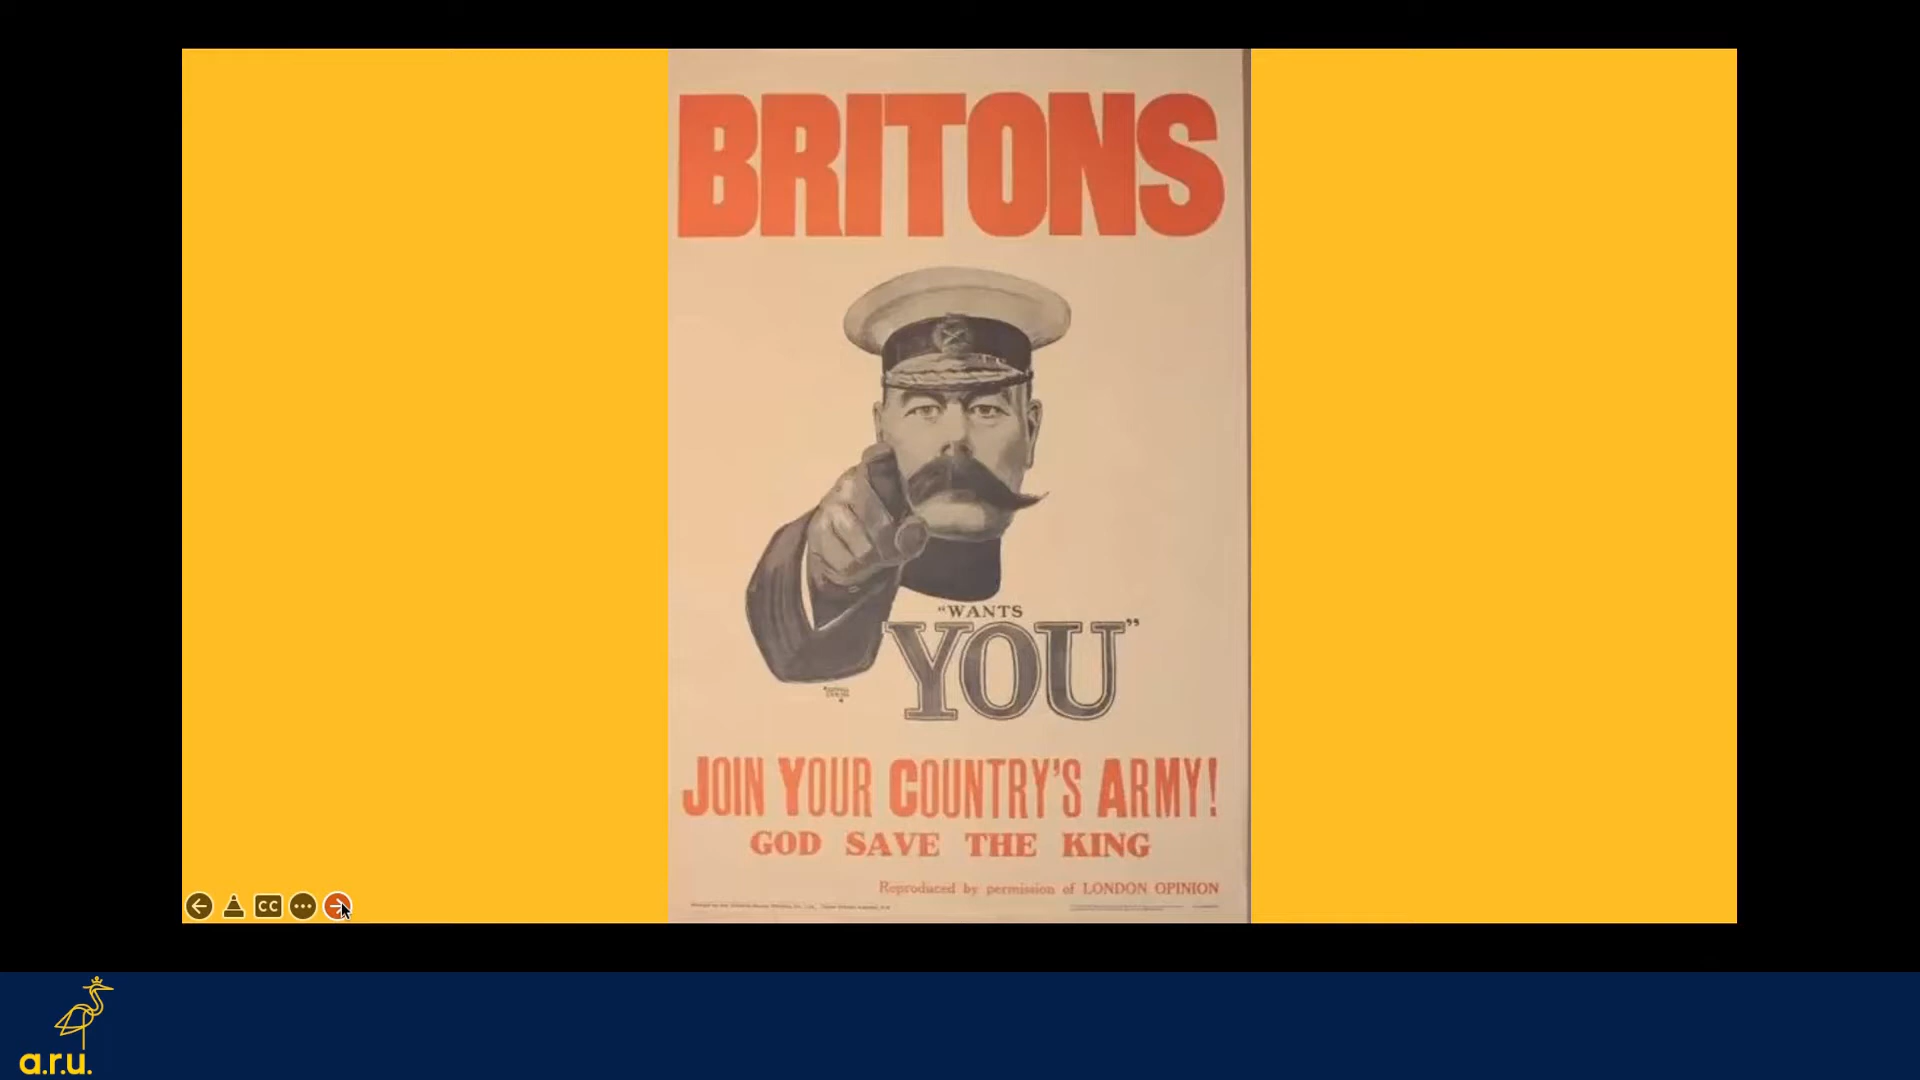 BRITONS
"WANTS
YOU"
JOIN YOUR COUNTRY'S ARMY!
GOD SAVE THE KING
Reproduced by permission of LONDON OPINION
CC
a.r.u.